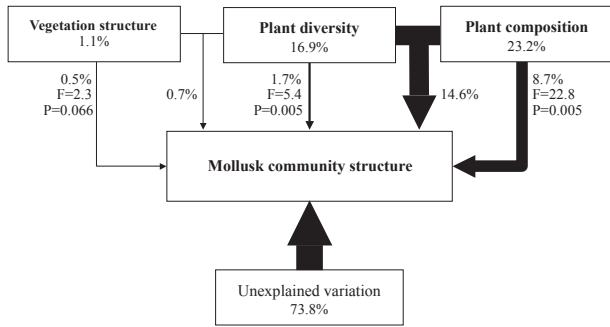 Vegetation structure
1.1%
Plant diversity
16.9%
Plant composition
23.2%
0.5%
F=2.3
P=0.066
0.7%
1.7%
F=5.4
P=0.005
14.6%
8.7%
F=22.8
P=0.005
Mollusk community structure
Unexplained variation
73.8%